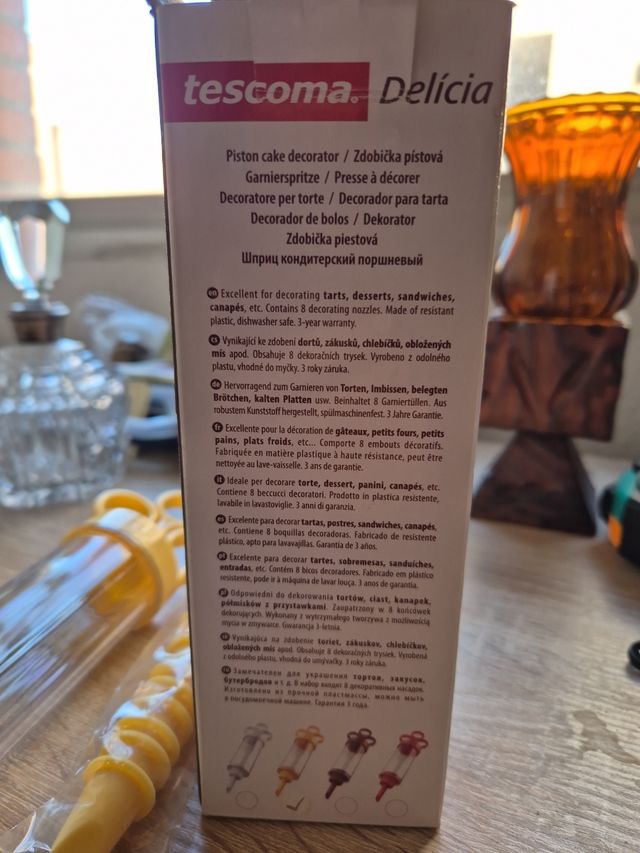 tescoma® Delícia
Piston cake decorator / Zdobička pístová
Garnierspritze / Presse à décorer
Decoratore per torte / Decorador para tarta
Decorador de bolos / Dekorator
Zdobička piestová
Шприц кондитерский поршневый
en Excellent for decorating tarts, desserts, sandwiches,
canapés, etc. Contains 8 decorating nozzles. Made of resistant
plastic, dishwasher safe. 3-year warranty.
cs Vynikající ke zdobení dortů, zákusků, chlebíčků, obložených
mís apod. Obsahuje 8 dekoračních trysek. Vyrobeno z odolného
plastu, vhodné do myčky. 3 roky záruka.
de Hervorragend zum Garnieren von Torten, Imbissen, belegten
Brötchen, kalten Platten usw. Beinhaltet 8 Garniertüllen. Aus
robustem Kunststoff hergestellt, spülmaschinenfest. 3 Jahre Garantie.
fr Excellente pour la décoration de gâteaux, petits fours, petits
pains, plats froids, etc... Comporte 8 embouts décoratifs.
Fabriquée en matière plastique à haute résistance, peut être
nettoyée au lave-vaisselle. 3 ans de garantie.
it Ideale per decorare torte, dessert, panini, canapés, etc.
Contiene 8 beccucci decoratori. Prodotto in plastica resistente,
lavabile in lavastoviglie. 3 anni di garanzia.
es Excelente para decorar tartas, postres, sandwiches, canapés,
etc. Contiene 8 boquillas decoradoras. Fabricado de resistente
plástico, apto para lavavajillas. Garantía de 3 años.
pt Excelente para decorar tartes, sobremesas, sanduíches,
entradas, etc. Contém 8 bicos decoradores. Fabricado em plástico
resistente, pode ir à máquina de lavar louça. 3 anos de garantia.
pl Odpowiedni do dekorowania tortów, ciast, kanapek,
półmisków z przystawkami. Zaopatrzony w 8 końcówek
dekorujących. Wykonany z wytrzymałego tworzywa z możliwością
mycia w zmywarce. Gwarancja 3-letnia.
sk Vynikajúca na zdobenie toriet, zákuskov, chlebíčkov,
obložených mís apod. Obsahuje 8 dekoračných trysiek. Vyrobená
z odolného plastu, vhodná do umývačky. 3 roky záruka.
ru Замечателен для украшения тортов, закусок,
бутербродов и т. д. В набор входят 8 декоративных насадок.
Изготовлено из прочной пластмассы, можно мыть
в посудомоечной машине. Гарантия 3 года.